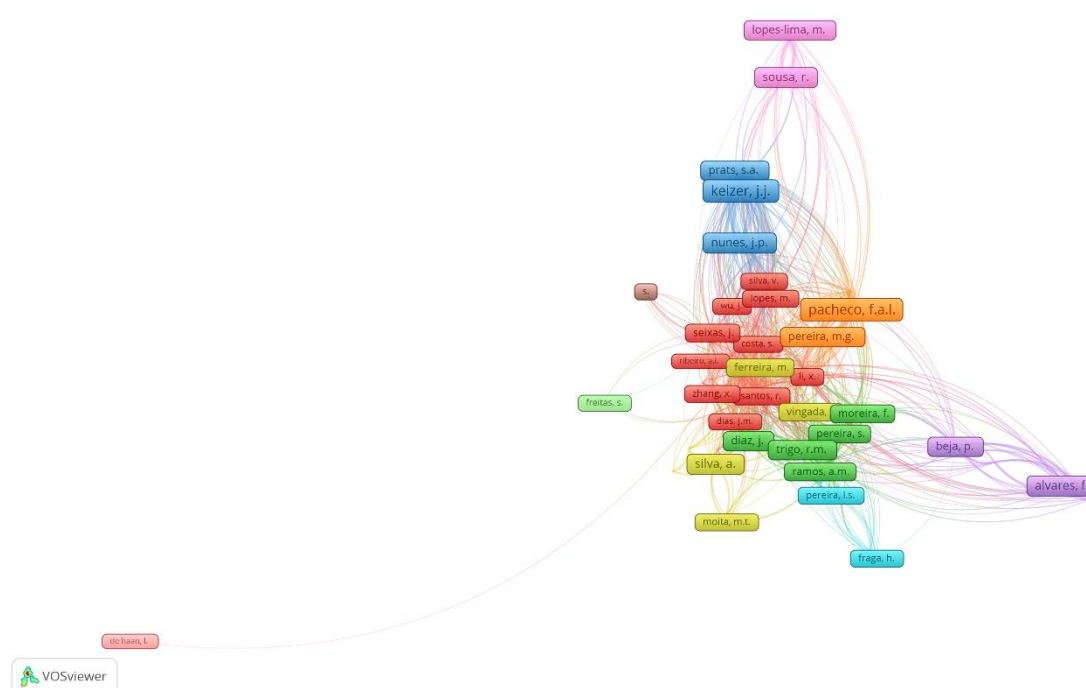 lopes-lima, m.
sousa, r.
prats, s.a.
keizer, j.j.
nunes, j.p.
silva, v.
s.
lopes, m.
wu, j.
pacheco, f.a.l.
seixas, j.
pereira, m.g.
costa, s.
ribeiro, a.i.
ferreira, m.
li, x.
zhang, x.
santos, r.
freitas, s.
vingada,
moreira, f.
dias, j.m.
pereira, s.
diaz, j.
beja, p.
trigo, r.m.
silva, a.
ramos, a.m.
alvares, f
pereira, l.s.
moita, m.t.
fraga, h.
de haan, l.
VOSviewer